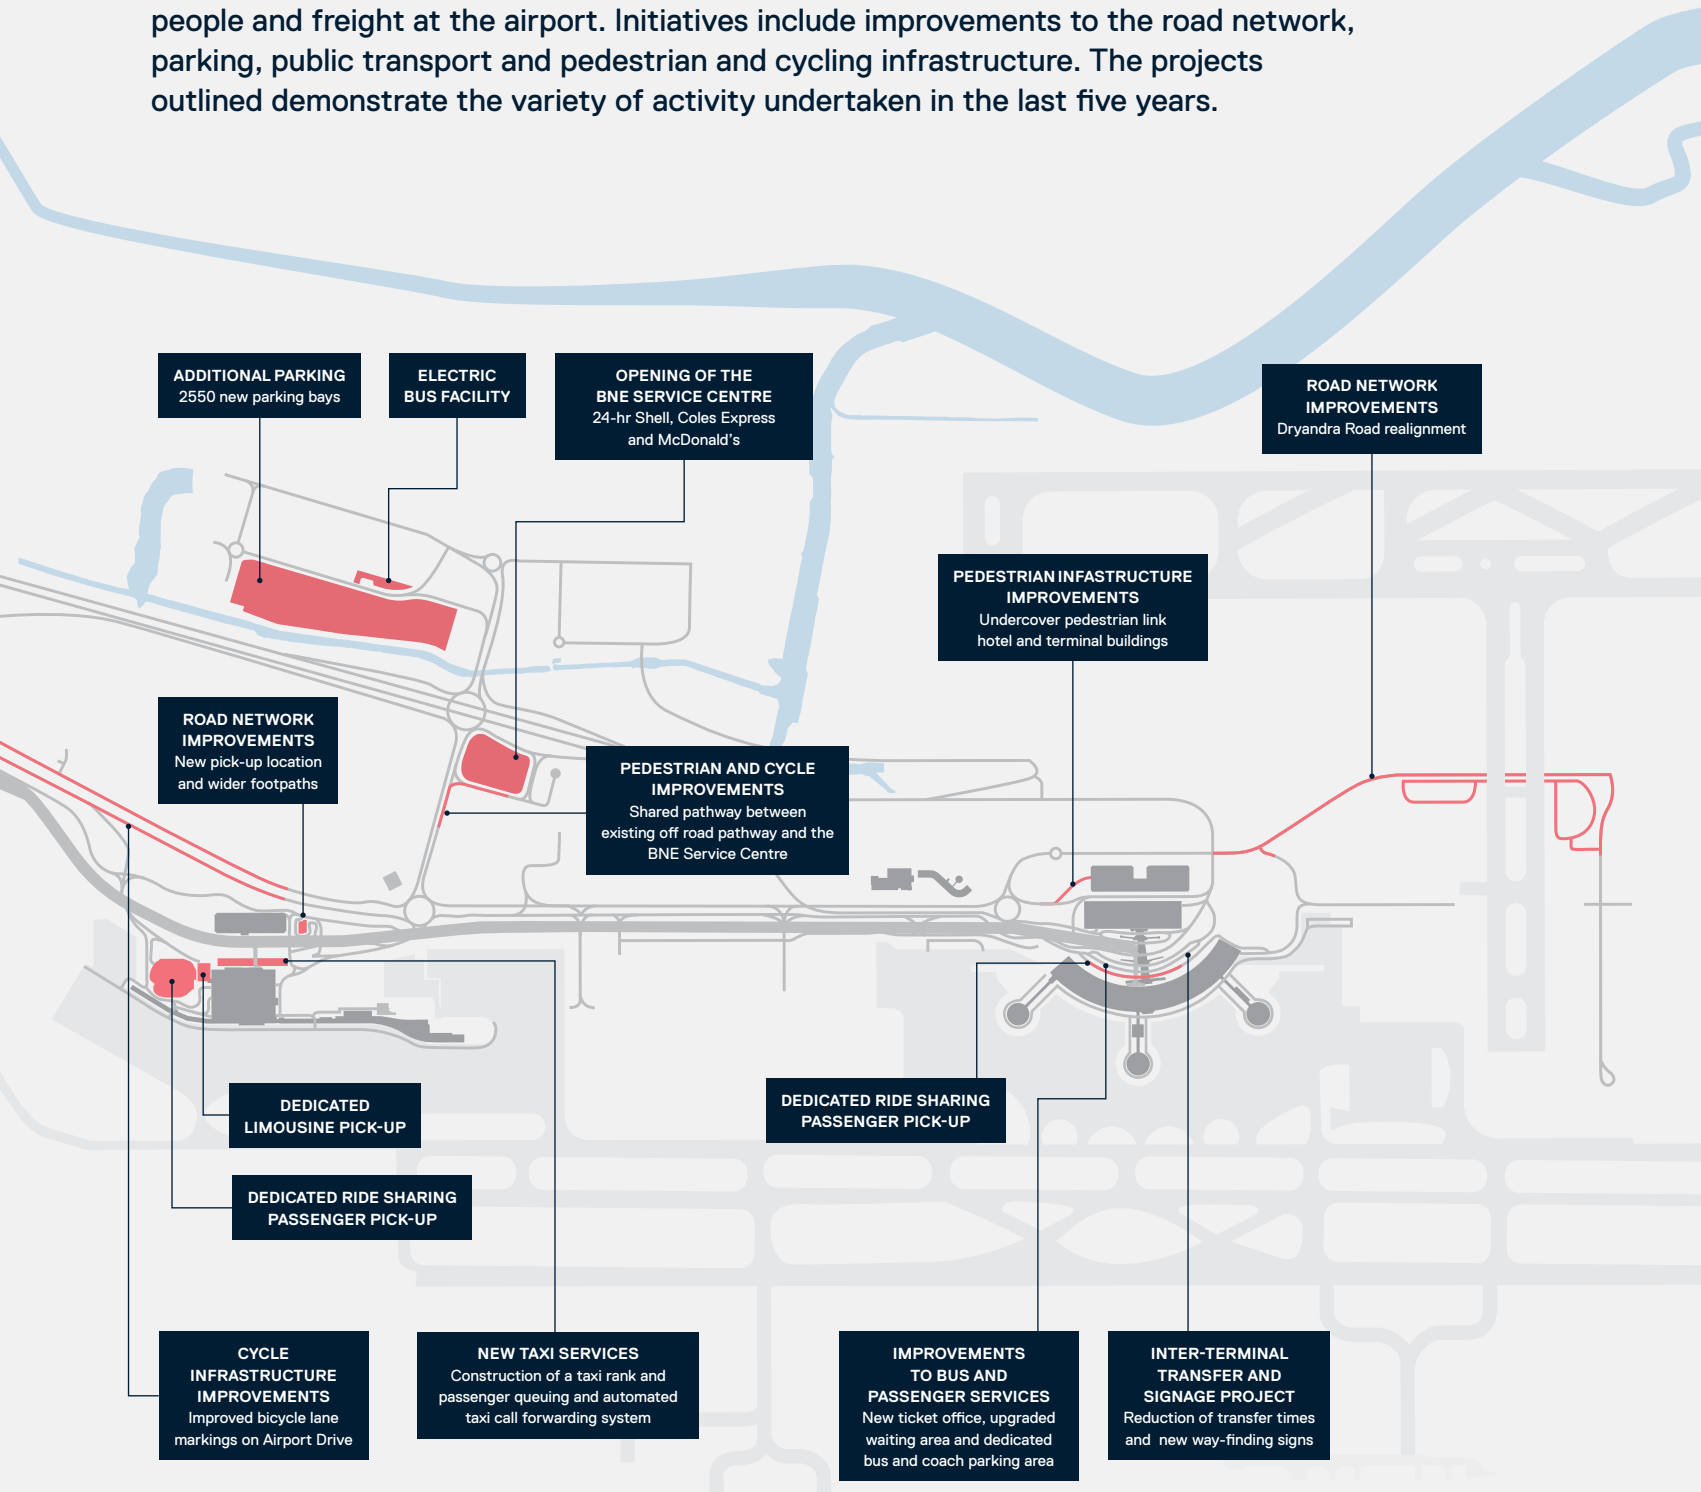 people and freight at the airport. Initiatives include improvements to the road network,
parking, public transport and pedestrian and cycling infrastructure. The projects
outlined demonstrate the variety of activity undertaken in the last five years.
ADDITIONAL PARKING
2550 new parking bays
ELECTRIC
BUS FACILITY
OPENING OF THE
BNE SERVICE CENTRE
24-hr Shell, Coles Express
and McDonald's
ROAD NETWORK
IMPROVEMENTS
Dryandra Road realignment
PEDESTRIAN INFASTRUCTURE
IMPROVEMENTS
Undercover pedestrian link
hotel and terminal buildings
ROAD NETWORK
IMPROVEMENTS
New pick-up location
and wider footpaths
PEDESTRIAN AND CYCLE
IMPROVEMENTS
Shared pathway between
existing off road pathway and the
BNE Service Centre
DEDICATED
LIMOUSINE PICK-UP
DEDICATED RIDE SHARING
PASSENGER PICK-UP
DEDICATED RIDE SHARING
PASSENGER PICK-UP
CYCLE
INFRASTRUCTURE
IMPROVEMENTS
Improved bicycle lane
markings on Airport Drive
NEW TAXI SERVICES
Construction of a taxi rank and
passenger queuing and automated
taxi call forwarding system
IMPROVEMENTS
TO BUS AND
PASSENGER SERVICES
New ticket office, upgraded
waiting area and dedicated
bus and coach parking area
INTER-TERMINAL
TRANSFER AND
SIGNAGE PROJECT
Reduction of transfer times
and new way-finding signs